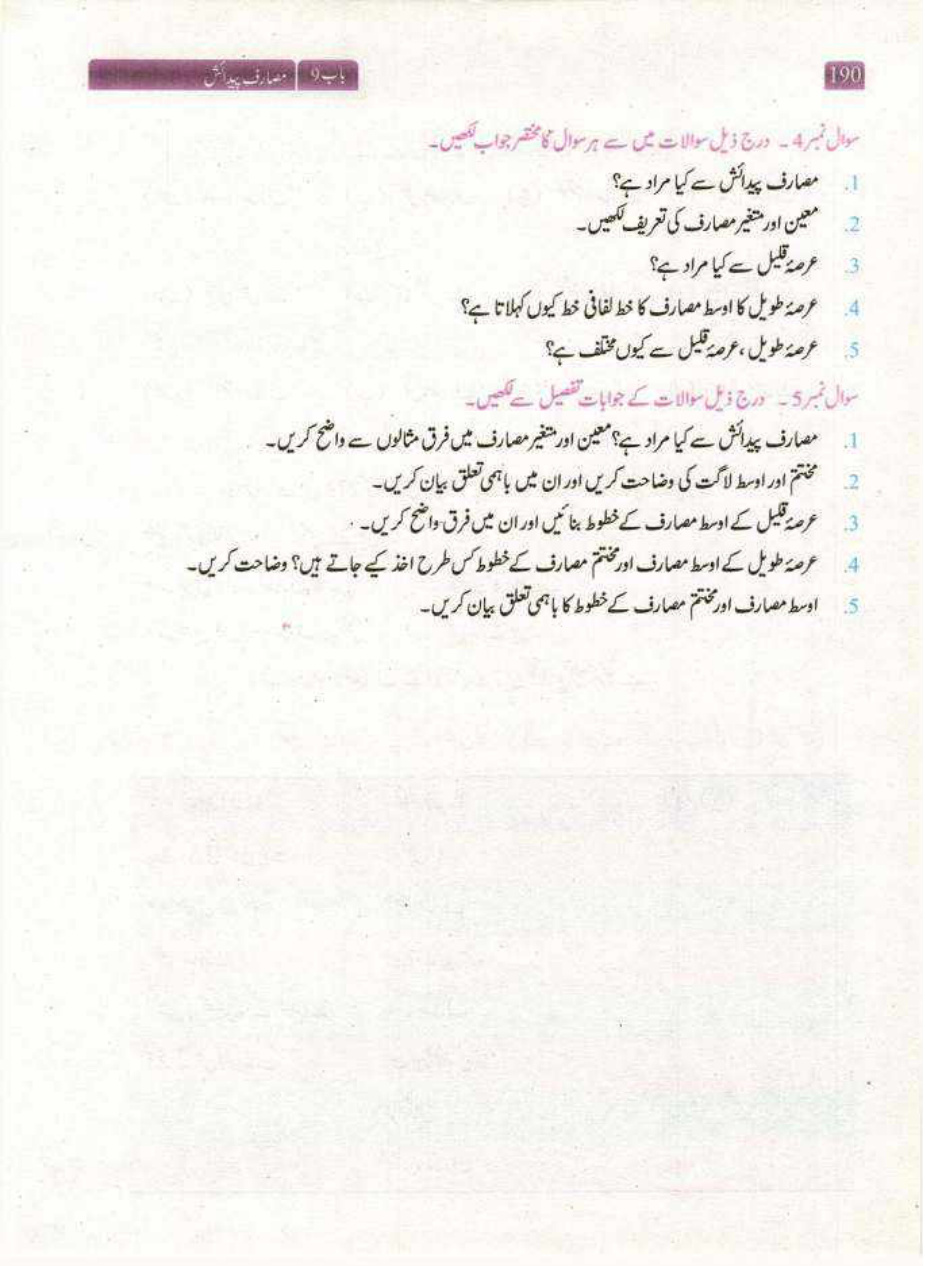 190
باب 9 مصارف پیدائش
سوال نمبر 4 ۔ درج ذیل سوالات میں سے ہر سوال کا مختصر جواب لکھیں۔
1. مصارف پیدائش سے کیا مراد ہے؟
2. معین اور متغیر مصارف کی تعریف لکھیں۔
3. عرصۂ قلیل سے کیا مراد ہے؟
4. عرصۂ طویل کا اوسط مصارف کا خط لفافی خط کیوں کہلاتا ہے؟
5. عرصۂ طویل ، عرصۂ قلیل سے کیوں مختلف ہے؟
سوال نمبر 5 ۔ درج ذیل سوالات کے جوابات تفصیل سے لکھیں۔
1. مصارف پیدائش سے کیا مراد ہے؟ معین اور متغیر مصارف میں فرق مثالوں سے واضح کریں۔
2. مختتم اور اوسط لاگت کی وضاحت کریں اور ان میں باہمی تعلق بیان کریں۔
3. عرصۂ قلیل کے اوسط مصارف کے خطوط بنائیں اور ان میں فرق واضح کریں۔
4. عرصۂ طویل کے اوسط مصارف اور مختتم مصارف کے خطوط کس طرح اخذ کیے جاتے ہیں؟ وضاحت کریں۔
5. اوسط مصارف اور مختتم مصارف کے خطوط کا باہمی تعلق بیان کریں۔